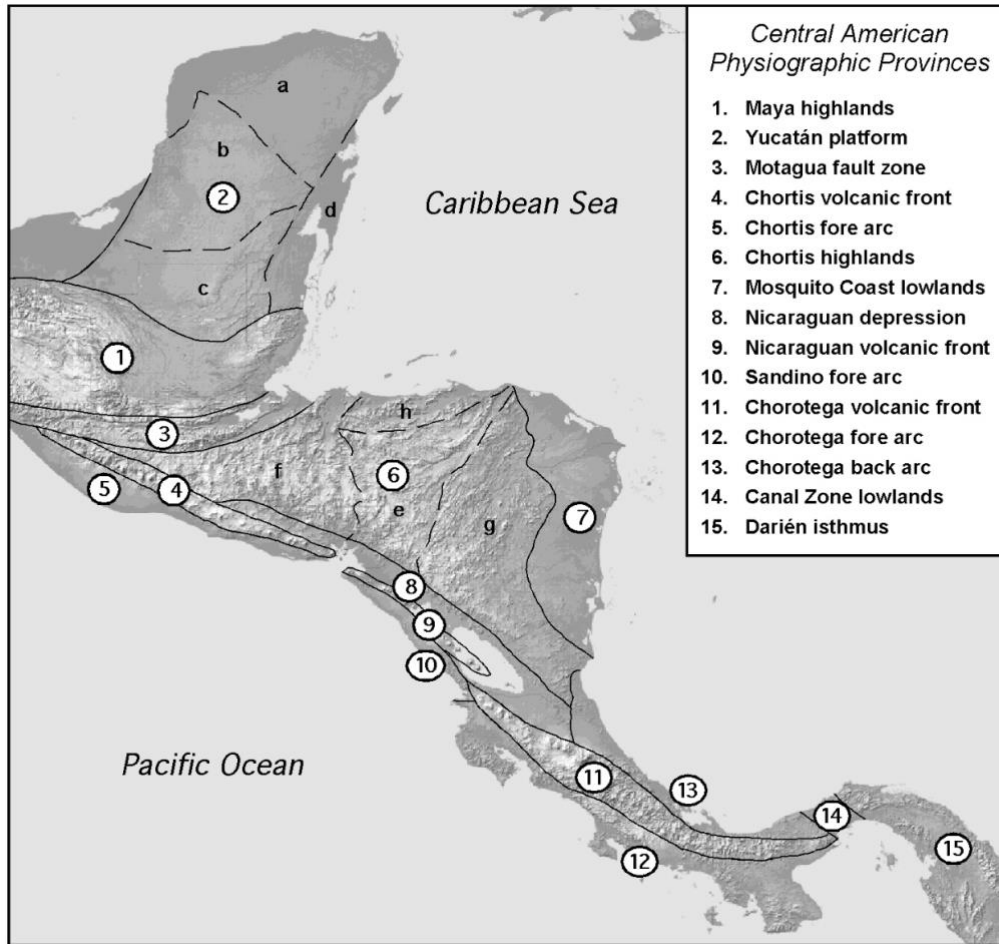 Central American
Physiographic Provinces
1. Maya highlands
2. Yucatán platform
3. Motagua fault zone
4. Chortis volcanic front
5. Chortis fore arc
6. Chortis highlands
7. Mosquito Coast lowlands
8. Nicaraguan depression
9. Nicaraguan volcanic front
10. Sandino fore arc
11. Chorotega volcanic front
12. Chorotega fore arc
13. Chorotega back arc
14. Canal Zone lowlands
15. Darién isthmus
a
b
2
d
Caribbean Sea
c
1
h
3
f
6
5
4
e
g
7
8
9
10
Pacific Ocean
11
13
14
12
15